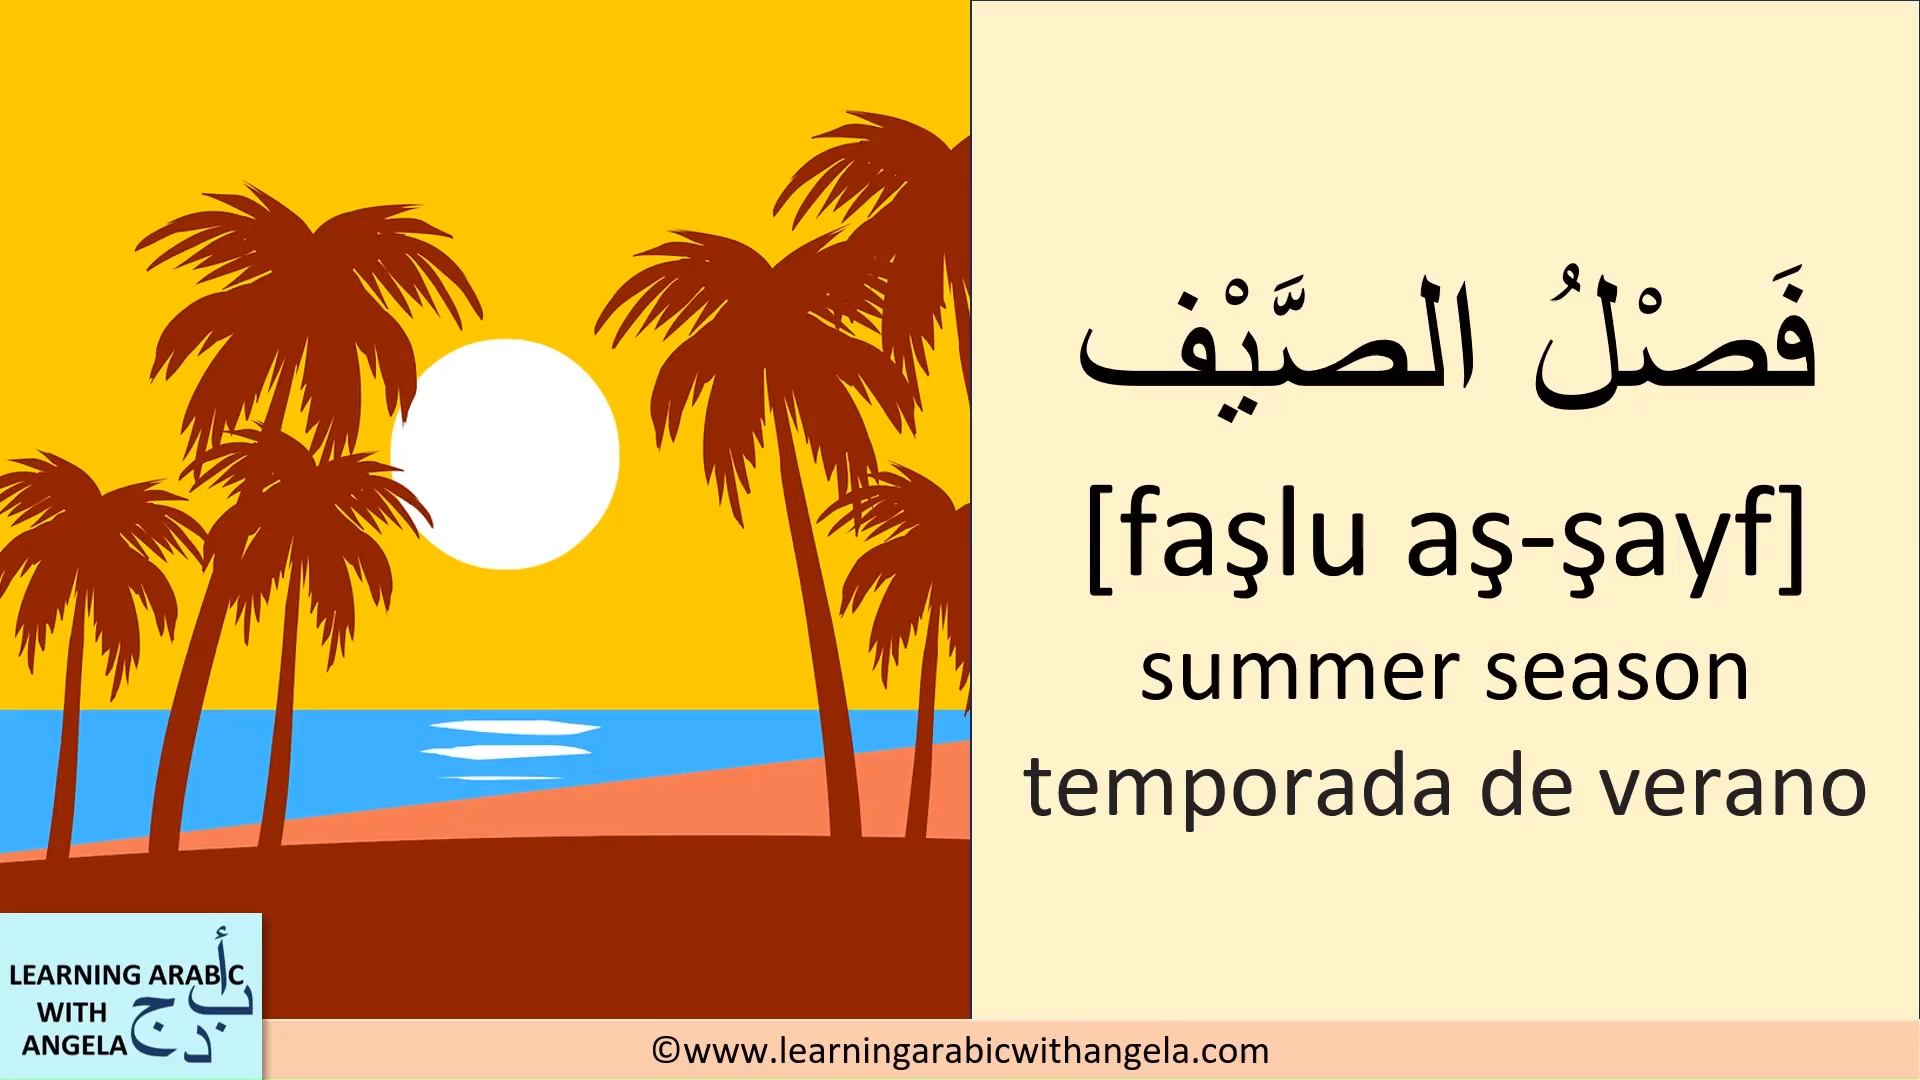 فَصْلُ الصَّيْف
[faşlu aş-şayf]
summer season
temporada de verano
LEARNING ARABIC
WITH
ANGELA
أ ب ج د
©www.learningarabicwithangela.com